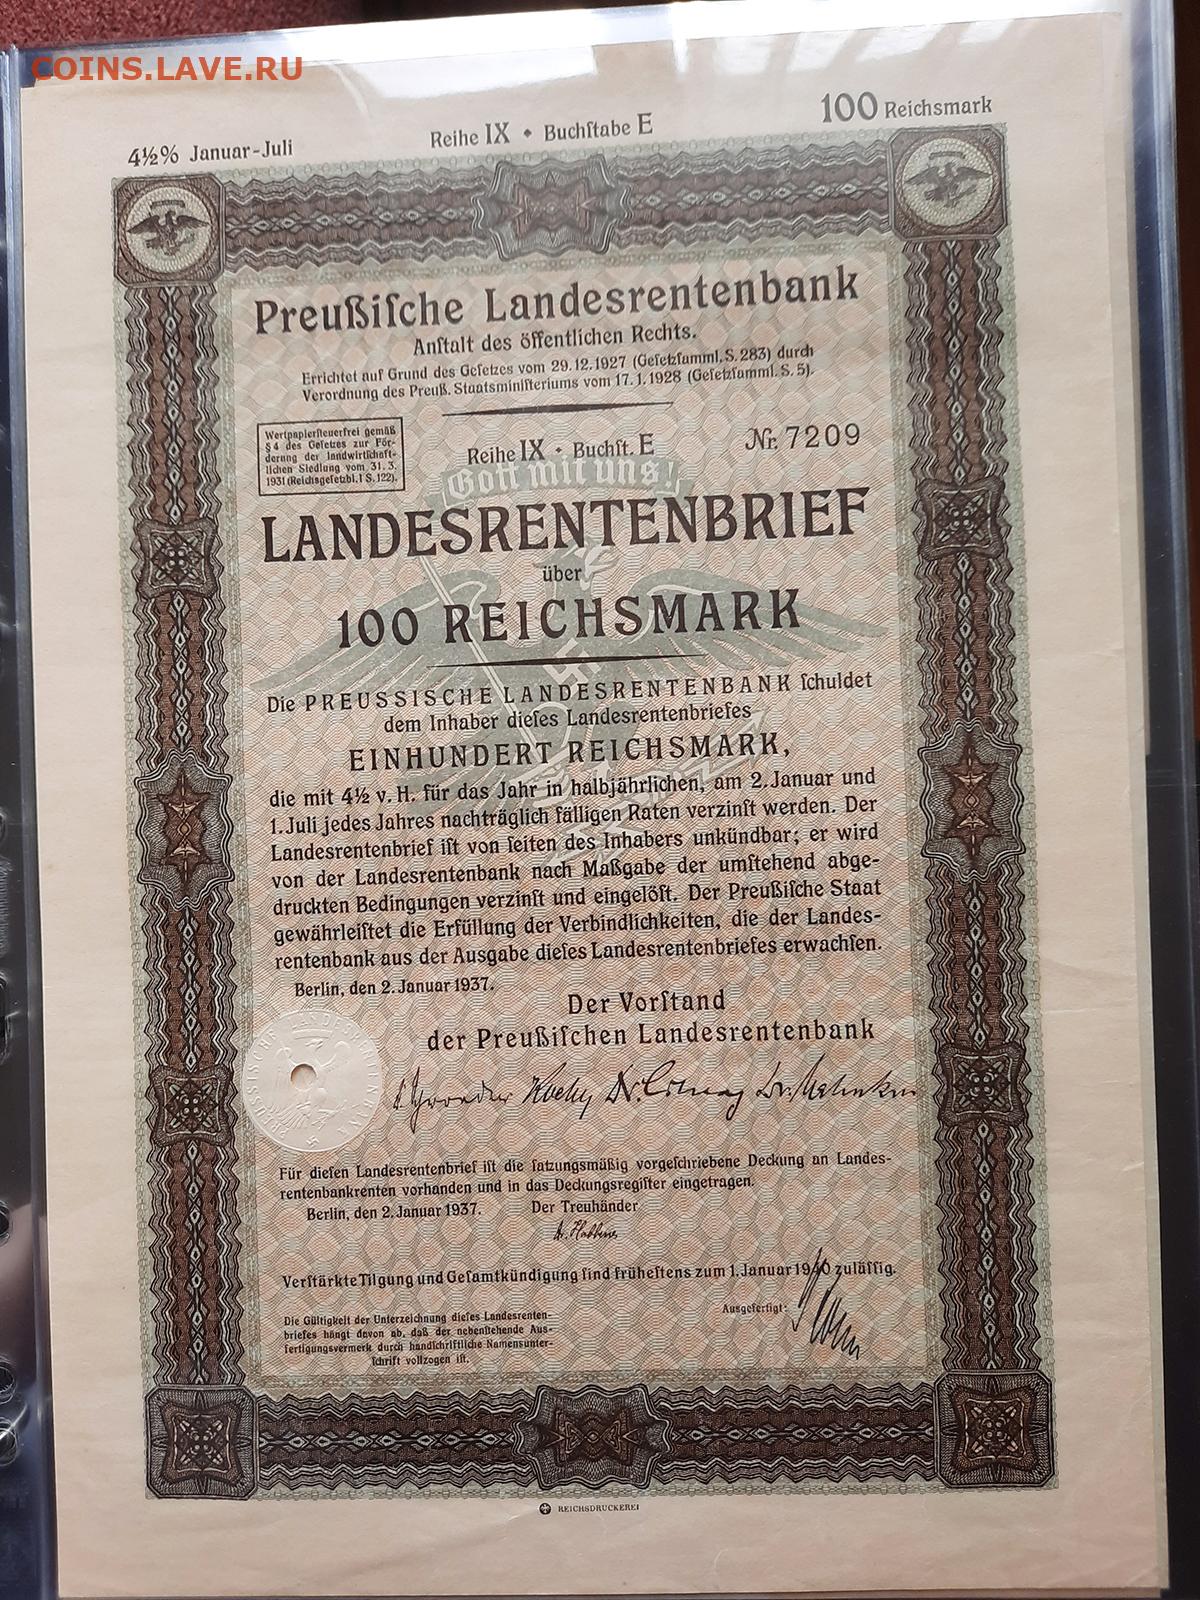 COINS.LAVE.RU
4½% Januar-Juli
Reihe IX • Buchſtabe E
100 Reichsmark
Preußiſche Landesrentenbank
Anſtalt des öffentlichen Rechts.
Errichtet auf Grund des Geſetzes vom 29.12.1927 (Geſetzſamml. S. 283) durch
Verordnung des Preuß. Staatsminiſteriums vom 17.1.1928 (Geſetzſamml. S. 5).
Wertpapierſteuerfrei gemäß
§ 4 des Geſetzes zur För-
derung der landwirtſchaft-
lichen Siedlung vom 31.3.
1931 (Reichsgeſetzbl. I S. 122).
Reihe IX • Buchſt. E
Nr. 7209
Gott mit uns!
LANDESRENTENBRIEF
über
100 REICHSMARK
Die PREUSSISCHE LANDESRENTENBANK ſchuldet
dem Inhaber dieſes Landesrentenbriefes
EINHUNDERT REICHSMARK,
die mit 4½ v. H. für das Jahr in halbjährlichen, am 2. Januar und
1. Juli jedes Jahres nachträglich fälligen Raten verzinſt werden. Der
Landesrentenbrief iſt von ſeiten des Inhabers unkündbar; er wird
von der Landesrentenbank nach Maßgabe der umſtehend abge-
druckten Bedingungen verzinſt und eingelöſt. Der Preußiſche Staat
gewährleiſtet die Erfüllung der Verbindlichkeiten, die der Landes-
rentenbank aus der Ausgabe dieſes Landesrentenbriefes erwachſen.
Berlin, den 2. Januar 1937.
Der Vorſtand
der Preußiſchen Landesrentenbank
PREUSSISCHE LANDESRENTENBANK
Für dieſen Landesrentenbrief iſt die ſatzungsmäßig vorgeſchriebene Deckung an Landes-
rentenbankrenten vorhanden und in das Deckungsregiſter eingetragen.
Berlin, den 2. Januar 1937.
Der Treuhänder
Verſtärkte Tilgung und Geſamtkündigung ſind früheſtens zum 1. Januar 1940 zuläſſig.
Die Gültigkeit der Unterzeichnung dieſes Landesrenten-
briefes hängt davon ab, daß der nebenſtehende Aus-
fertigungsvermerk durch handſchriftliche Namensunter-
ſchrift vollzogen iſt.
Ausgefertigt:
REICHSDRUCKEREI